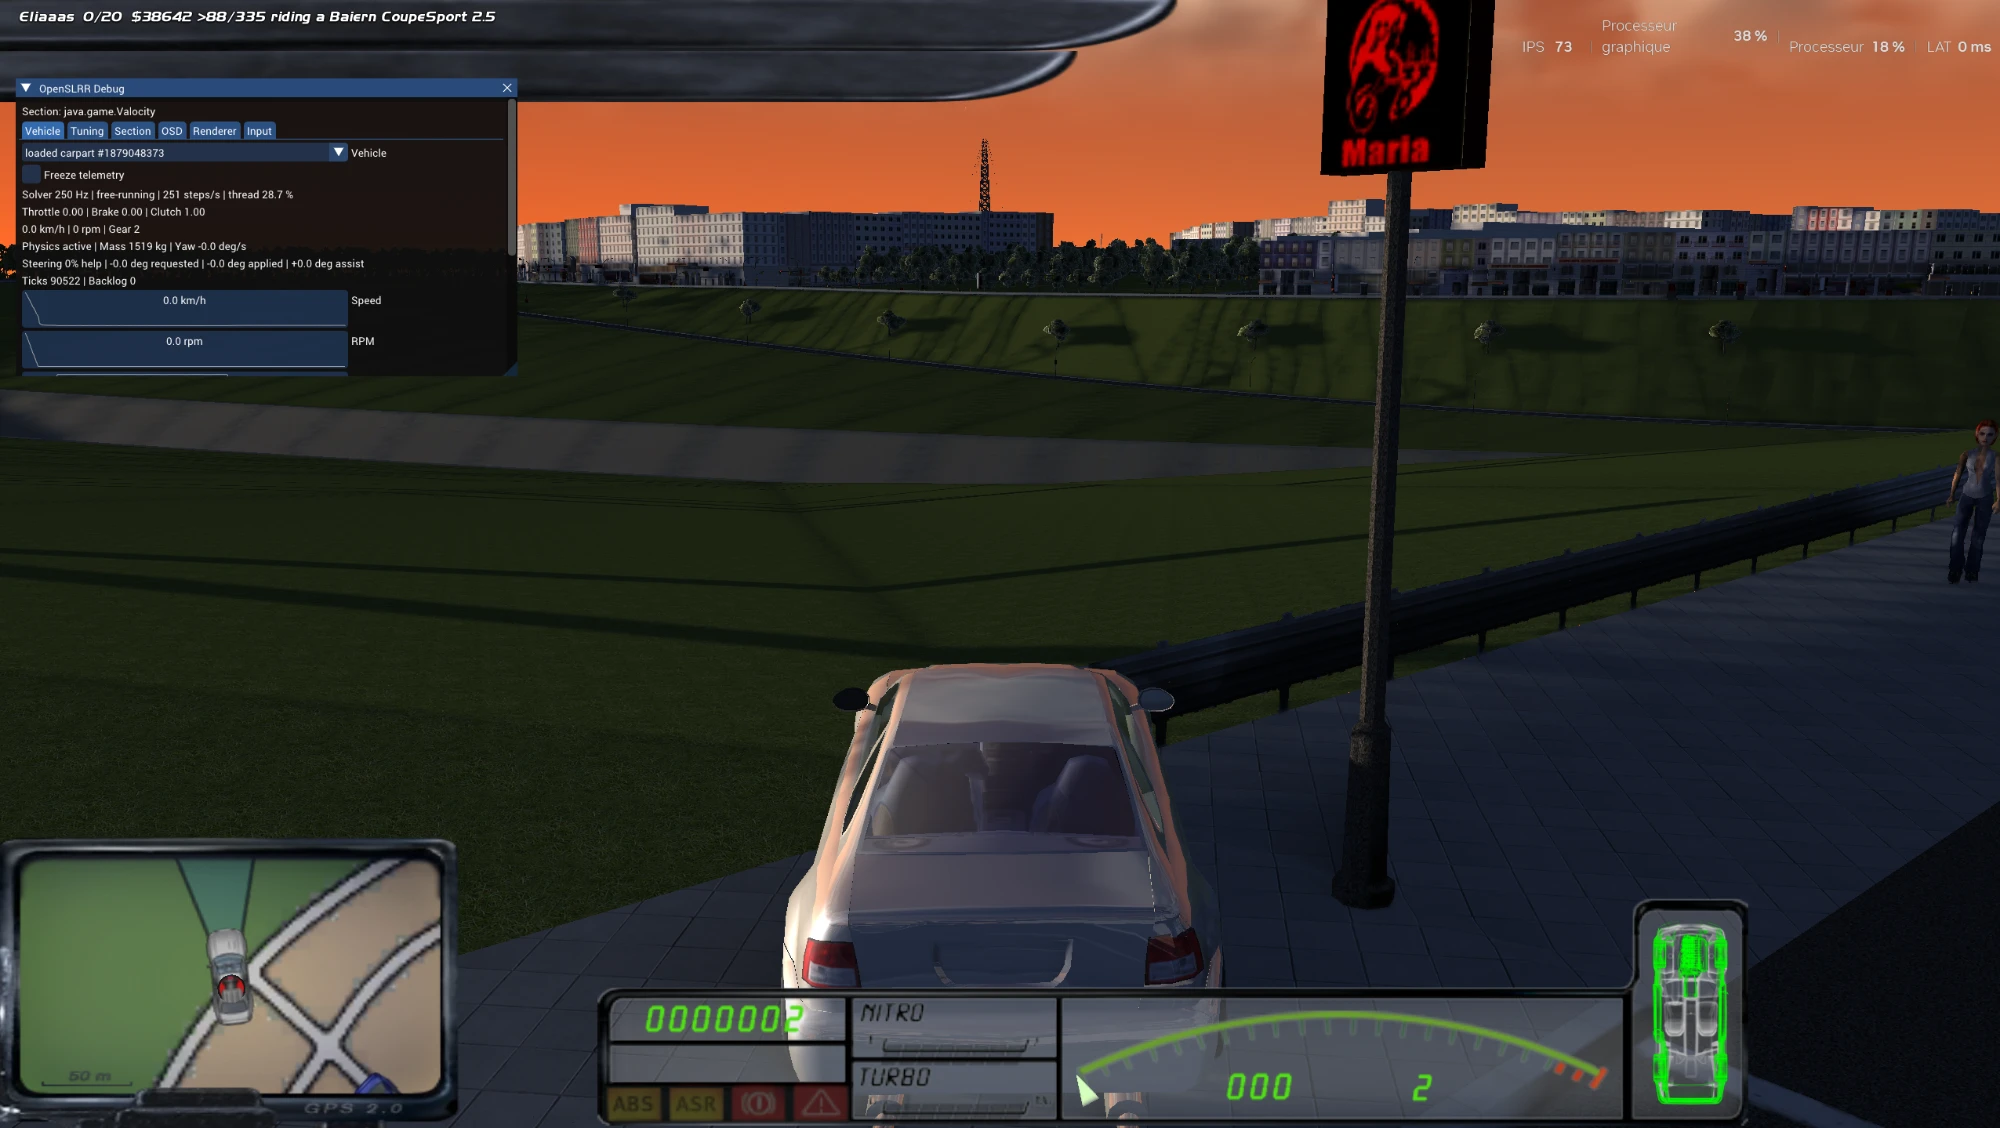 Eliaaas 0/20 $38642 >88/335 riding a Baiern CoupeSport 2.5
IPS 73
Processeur graphique 38 %
Processeur 18 %
LAT 0 ms
OpenSLRR Debug
Section: java.game.Valocity
Vehicle Tuning Section OSD Renderer Input
loaded carpart #1879048373 Vehicle
Freeze telemetry
Solver 250 Hz | free-running | 251 steps/s | thread 28.7 %
Throttle 0.00 | Brake 0.00 | Clutch 1.00
0.0 km/h | 0 rpm | Gear 2
Physics active | Mass 1519 kg | Yaw -0.0 deg/s
Steering 0% help | -0.0 deg requested | -0.0 deg applied | +0.0 deg assist
Ticks 90522 | Backlog 0
0.0 km/h Speed
0.0 rpm RPM
Maria
50 m
GPS 2.0
0000002
NITRO
TURBO
ABS ASR
000 2